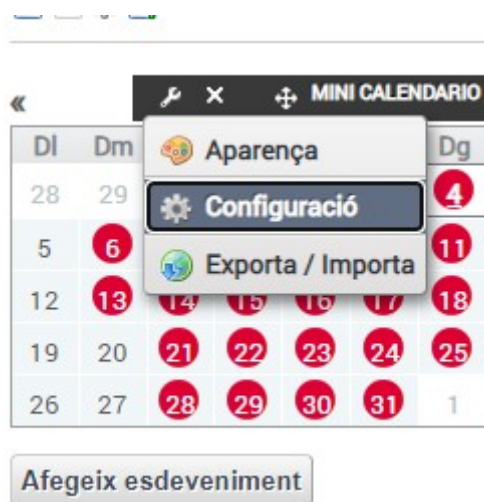 «
MINI CALENDARIO
Dl Dm Dg
Aparença
28 29 4
Configuració
5 6 11
Exporta / Importa
12 13 14 15 16 17 18
19 20 21 22 23 24 25
26 27 28 29 30 31 1
Afegeix esdeveniment